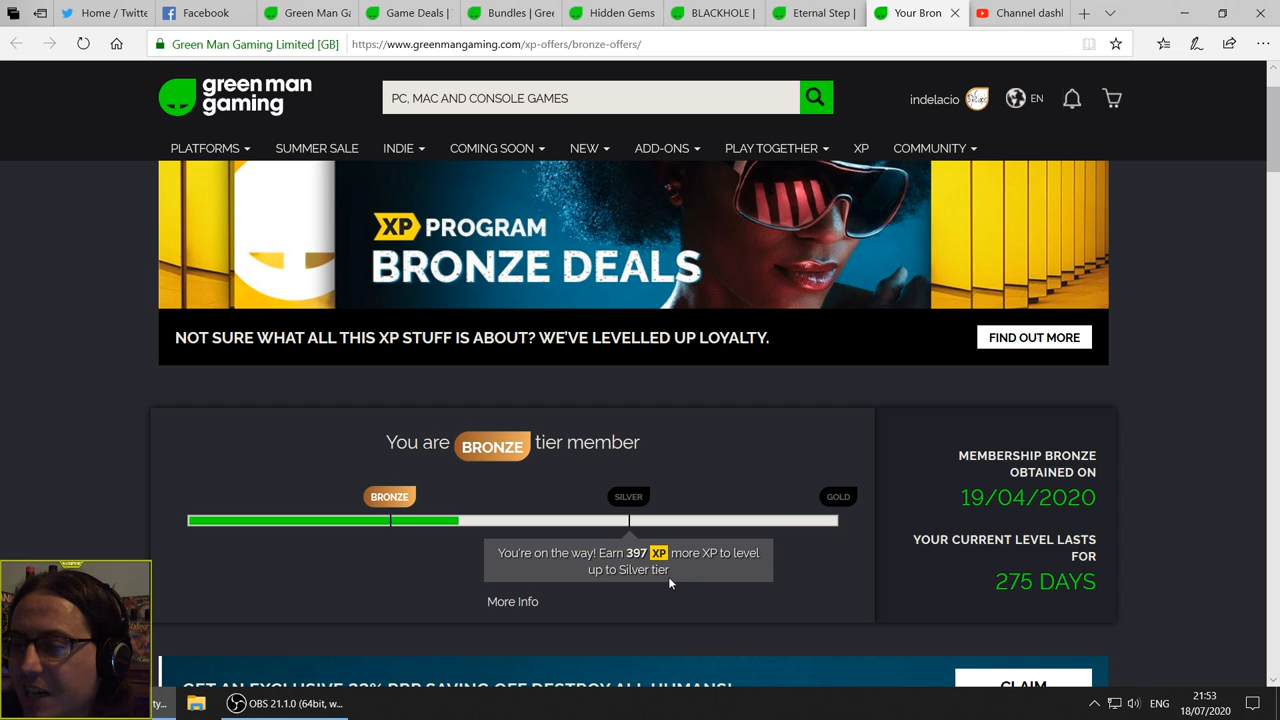 Home / Twitte
Facebook
Green Man Ga
Game Deals |
Bundles | Gre
Hidden Gems
BLACKHOLE |
Eternal Step |
Your Bron
Channel dash
Green Man Gaming Limited [GB]
https://www.greenmangaming.com/xp-offers/bronze-offers/
green man
gaming
PC, MAC AND CONSOLE GAMES
indelacio
EN
PLATFORMS
SUMMER SALE
INDIE
COMING SOON
NEW
ADD-ONS
PLAY TOGETHER
XP
COMMUNITY
XP PROGRAM
BRONZE DEALS
NOT SURE WHAT ALL THIS XP STUFF IS ABOUT? WE'VE LEVELLED UP LOYALTY.
FIND OUT MORE
You are BRONZE tier member
BRONZE
SILVER
GOLD
You're on the way! Earn 397 XP more XP to level
up to Silver tier
More Info
MEMBERSHIP BRONZE
OBTAINED ON
19/04/2020
YOUR CURRENT LEVEL LASTS
FOR
275 DAYS
CLAIM
ty...
OBS 21.1.0 (64bit, w...
ENG
21:53
18/07/2020